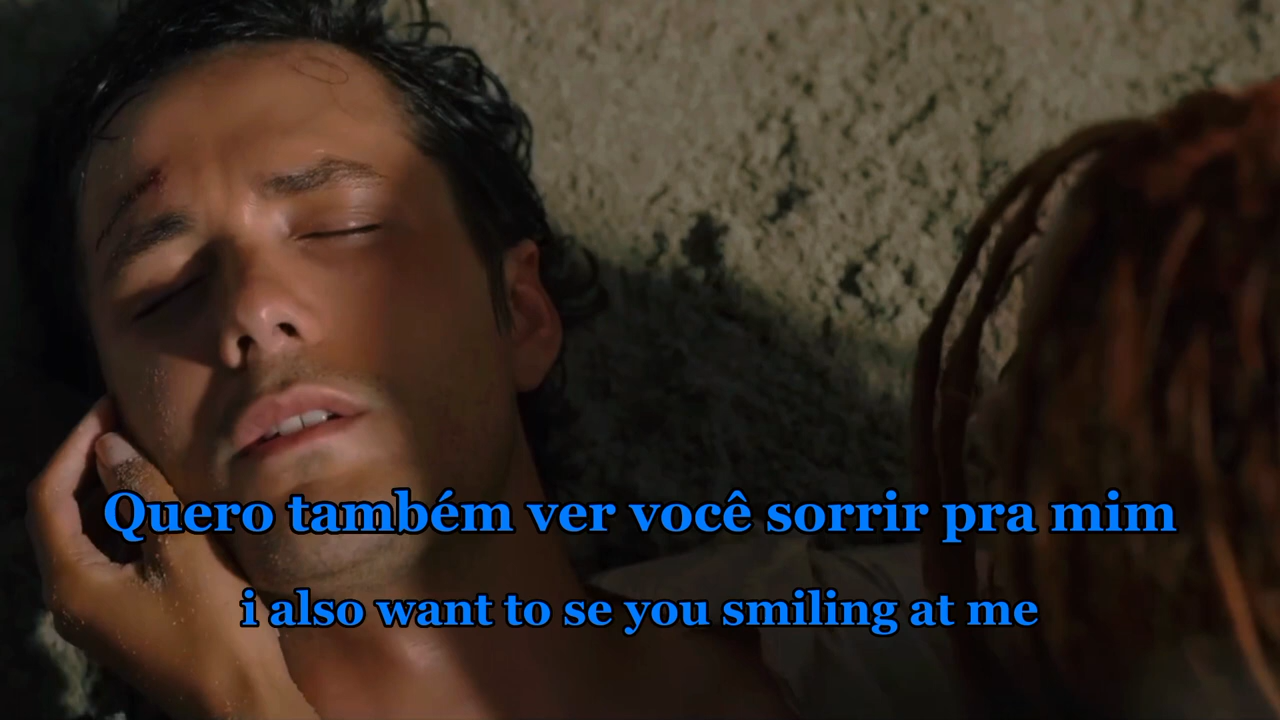 Quero também ver você sorrir pra mim
i also want to se you smiling at me